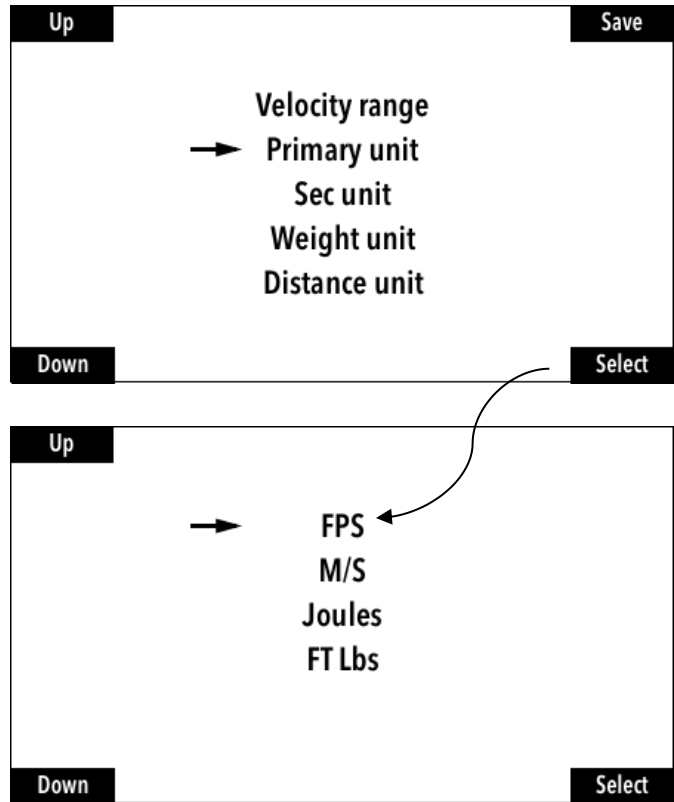 Up
Save
Velocity range
Primary unit
Sec unit
Weight unit
Distance unit
Down
Select
Up
FPS
M/S
Joules
FT Lbs
Down
Select